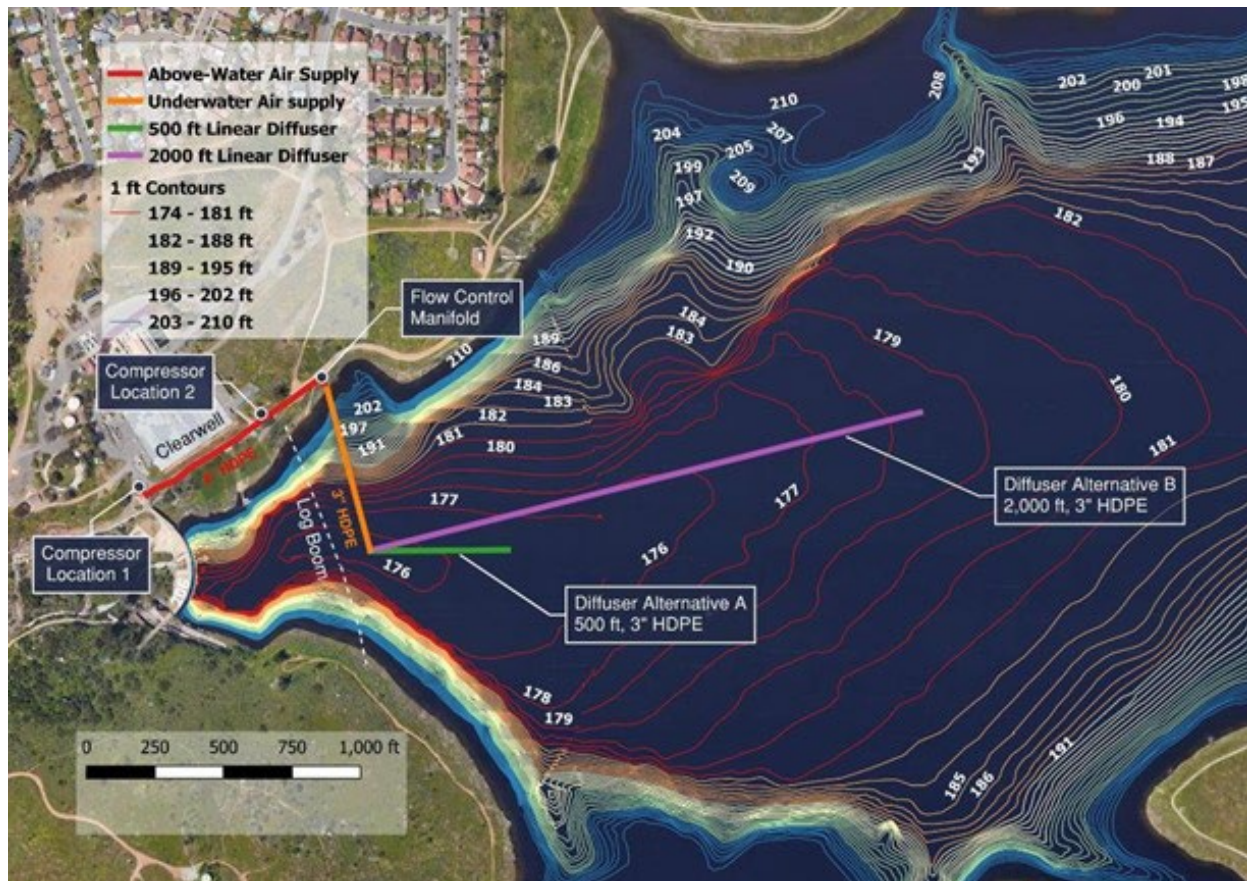 Above-Water Air Supply
Underwater Air supply
500 ft Linear Diffuser
2000 ft Linear Diffuser
1 ft Contours
174 - 181 ft
182 - 188 ft
189 - 195 ft
196 - 202 ft
203 - 210 ft
208
202
201
200
198
195
196
194
188
187
193
210
207
204
205
199
209
197
192
190
182
Flow Control
Manifold
184
183
179
189
210
186
184
183
182
181
180
180
181
Compressor
Location 2
Clearwell
HDPE
202
197
191
177
177
176
3" HDPE
Log Boom
176
Diffuser Alternative B
2,000 ft, 3" HDPE
Compressor
Location 1
Diffuser Alternative A
500 ft, 3" HDPE
178
179
191
185
186
0 250 500 750 1,000 ft